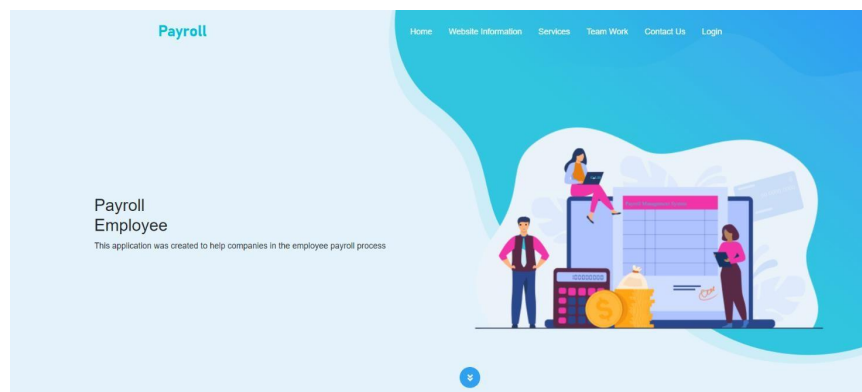 Payroll
Home Website Information Services Team Work Contact Us Login
Payroll
Employee
This application was created to help companies in the employee payroll process